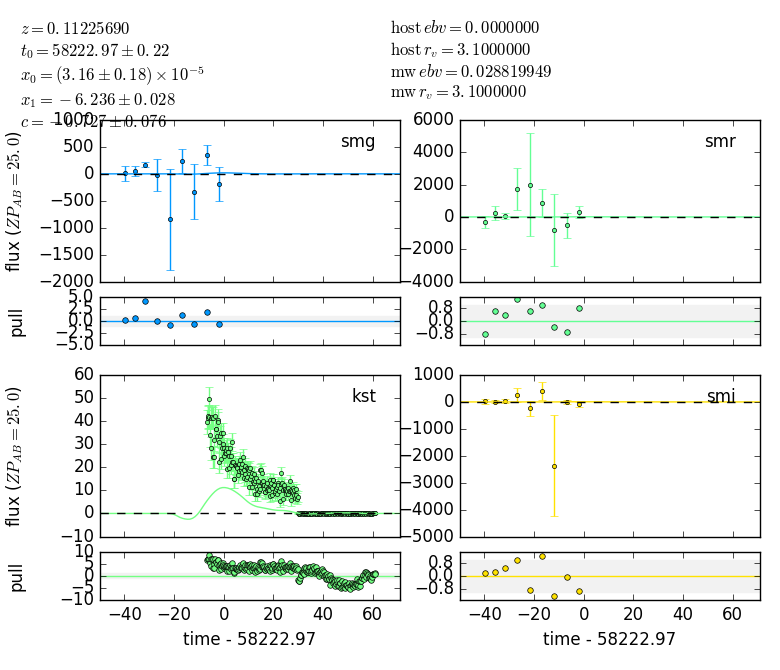 z = 0.11225690
t₀ = 58222.97 ± 0.22
x₀ = (3.16 ± 0.18) × 10⁻⁵
x₁ = −6.236 ± 0.028
c = −0.727 ± 0.076
host ebv = 0.0000000
host rᵥ = 3.1000000
mw ebv = 0.028819949
mw rᵥ = 3.1000000
smg
1000
500
0
−500
−1000
−1500
−2000
flux (ZP_AB = 25.0)
smr
6000
4000
2000
0
−2000
−4000
5.0
2.5
0.0
−2.5
−5.0
pull
0.8
0.0
−0.8
kst
60
50
40
30
20
10
0
−10
flux (ZP_AB = 25.0)
smi
1000
0
−1000
−2000
−3000
−4000
−5000
10
5
0
−5
−10
pull
0.8
0.0
−0.8
−40 −20 0 20 40 60
−40 −20 0 20 40 60
time - 58222.97
time - 58222.97